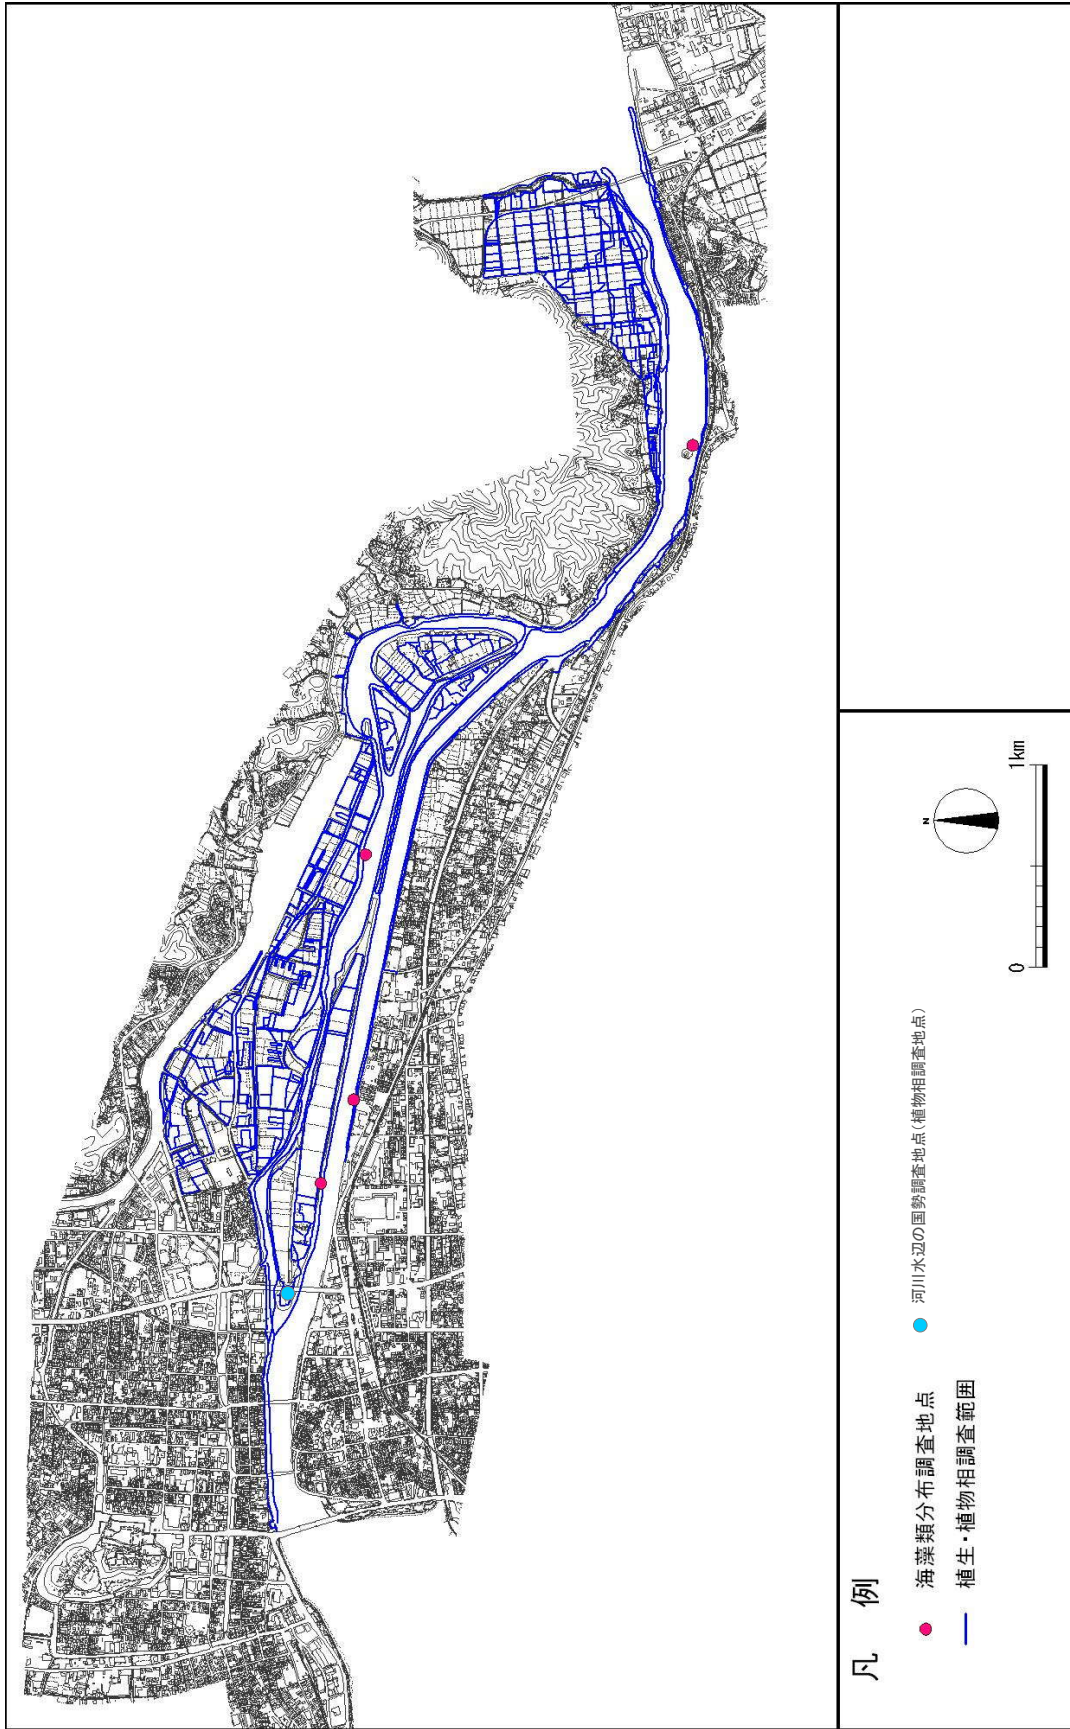 凡 例
海藻類分布調査地点
河川水辺の国勢調査地点(植物相調査地点)
植生・植物相調査範囲
N
0 1km